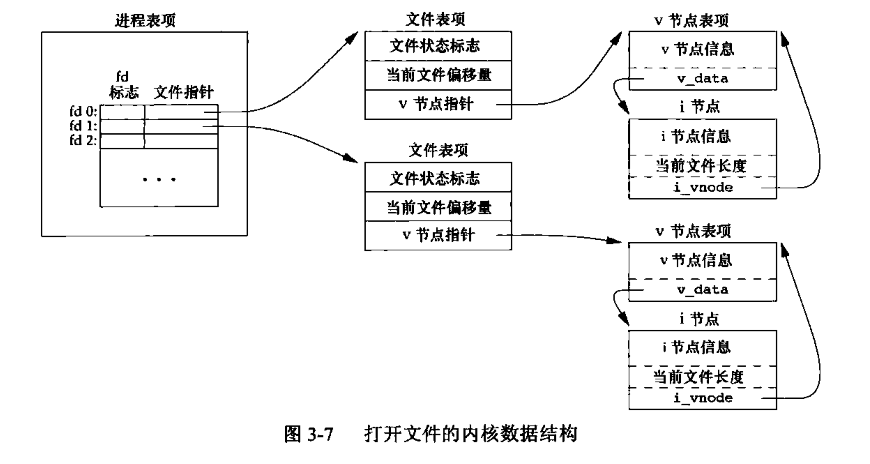 进程表项
fd
标志 文件指针
fd 0:
fd 1:
fd 2:
...
文件表项
文件状态标志
当前文件偏移量
v 节点指针
文件表项
文件状态标志
当前文件偏移量
v 节点指针
v 节点表项
v 节点信息
v_data
i 节点
i 节点信息
当前文件长度
i_vnode
v 节点表项
v 节点信息
v_data
i 节点
i 节点信息
当前文件长度
i_vnode
图 3-7 打开文件的内核数据结构